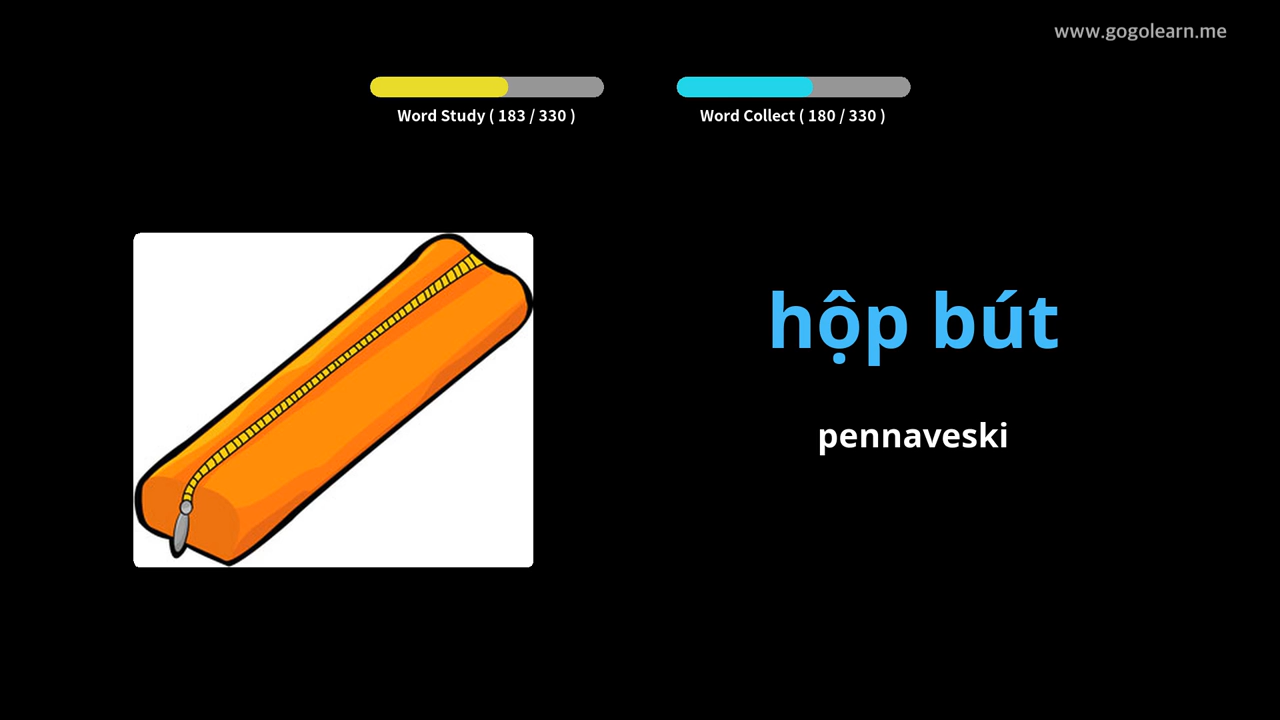 www.gogolearn.me
Word Study ( 183 / 330 )
Word Collect ( 180 / 330 )
hộp bút
pennaveski